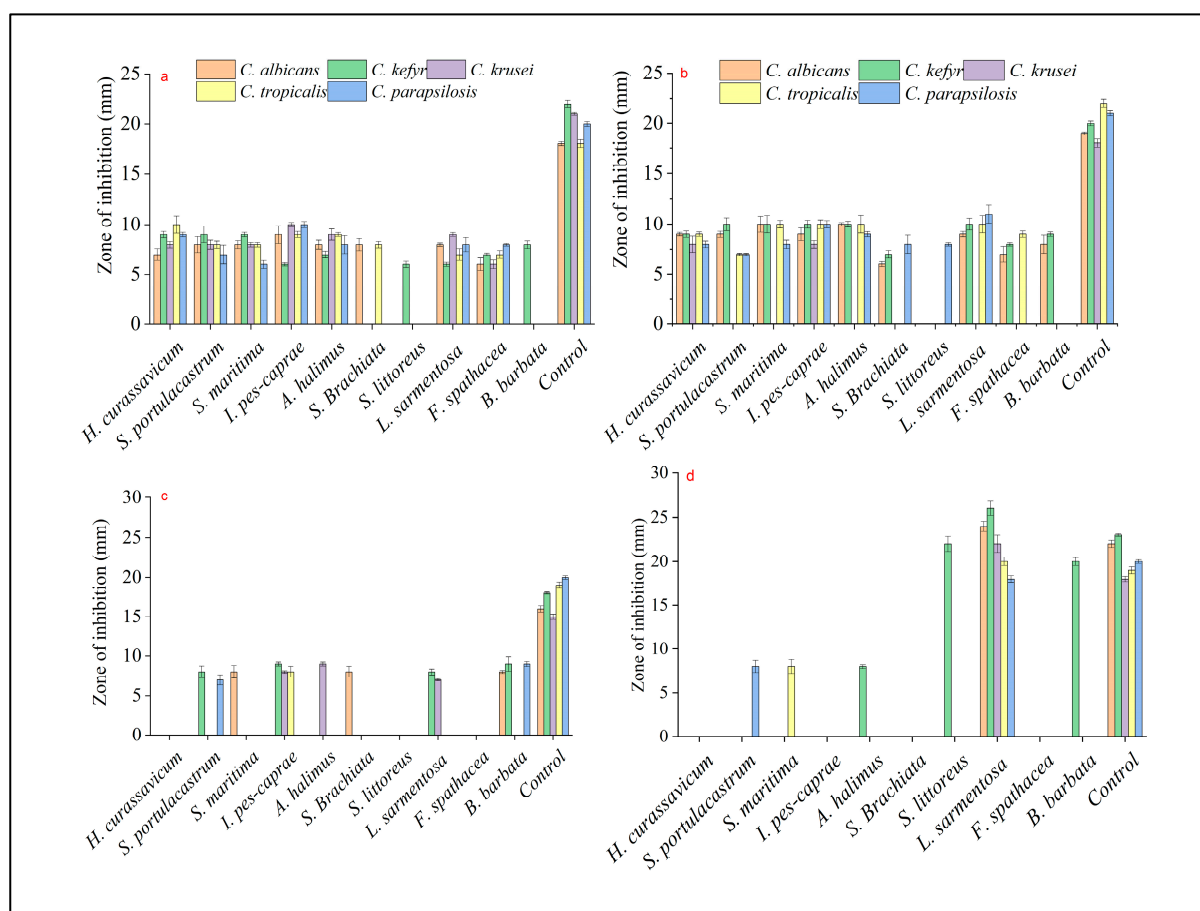 a
C. albicans C. kefyr C. krusei
C. tropicalis C. parapsilosis
Zone of inhibition (mm)
25
20
15
10
5
0
H. curassavicum
S. portulacastrum
S. maritima
I. pes-caprae
A. halimus
S. Brachiata
S. littoreus
L. sarmentosa
F. spathacea
B. barbata
Control
b
C. albicans C. kefyr C. krusei
C. tropicalis C. parapsilosis
Zone of inhibition (mm)
25
20
15
10
5
0
H. curassavicum
S. portulacastrum
S. maritima
I. pes-caprae
A. halimus
S. Brachiata
S. littoreus
L. sarmentosa
F. spathacea
B. barbata
Control
c
Zone of inhibition (mm)
30
25
20
15
10
5
0
H. curassavicum
S. portulacastrum
S. maritima
I. pes-caprae
A. halimus
S. Brachiata
S. littoreus
L. sarmentosa
F. spathacea
B. barbata
Control
d
Zone of inhibition (mm)
30
25
20
15
10
5
0
H. curassavicum
S. portulacastrum
S. maritima
I. pes-caprae
A. halimus
S. Brachiata
S. littoreus
L. sarmentosa
F. spathacea
B. barbata
Control